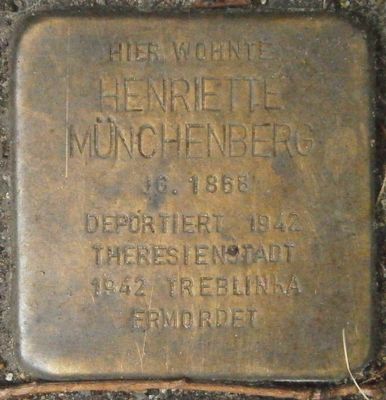 HIER WOHNTE
HENRIETTE
MÜNCHENBERG
JG. 1868
DEPORTIERT 1942
THERESIENSTADT
1942 TREBLINKA
ERMORDET